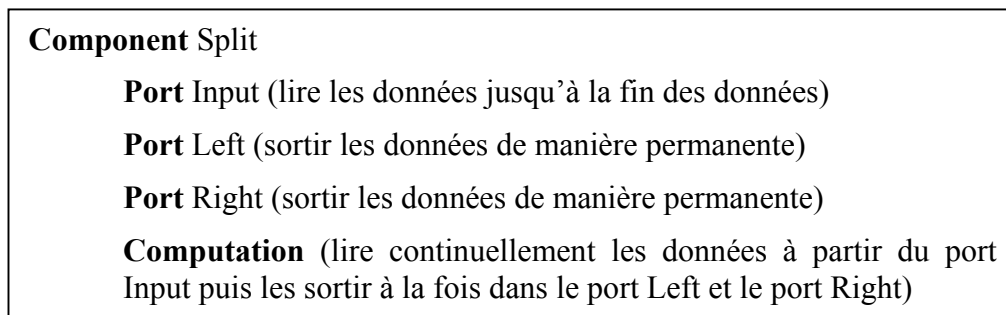 Component Split
Port Input (lire les données jusqu’à la fin des données)
Port Left (sortir les données de manière permanente)
Port Right (sortir les données de manière permanente)
Computation (lire continuellement les données à partir du port
Input puis les sortir à la fois dans le port Left et le port Right)